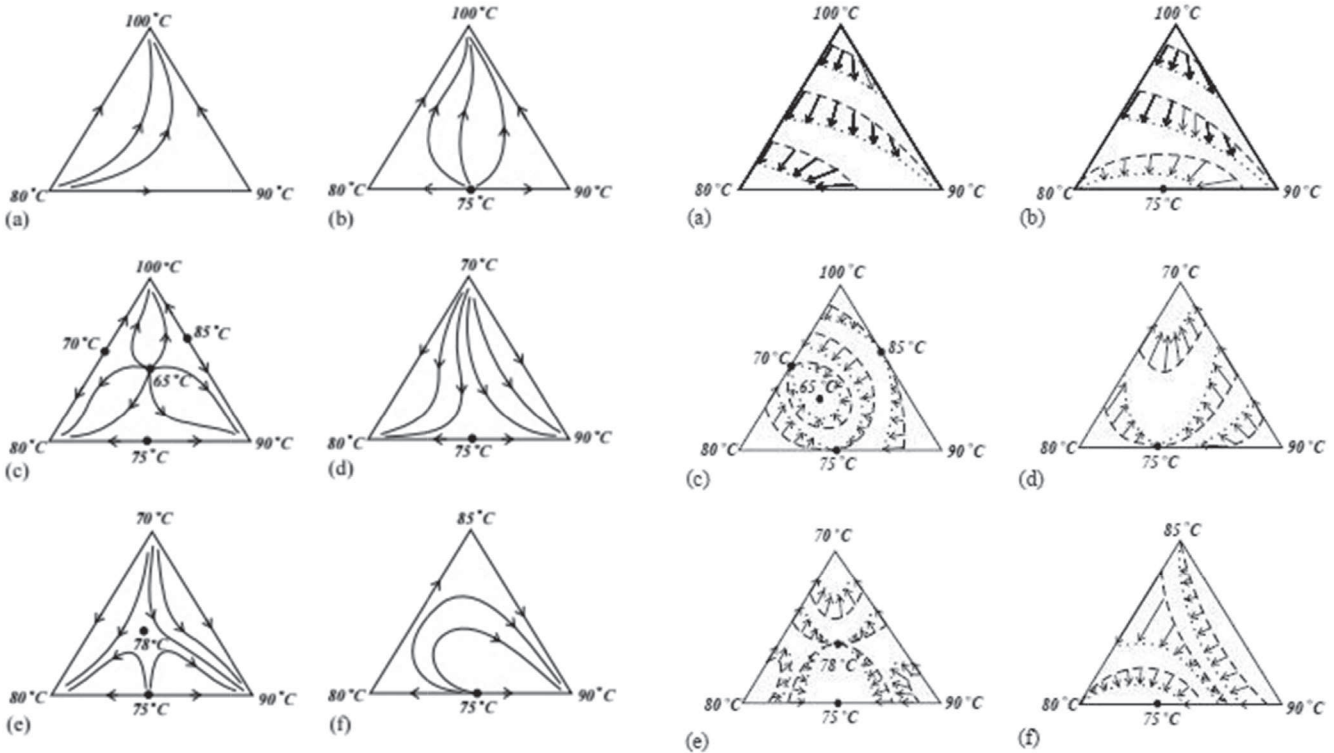 100°C 100°C 100°C 100°C
80°C 90°C 80°C 75°C 90°C 80°C 90°C 80°C 75°C 90°C
(a) (b) (a) (b)
100°C 70°C 100°C 70°C
70°C 85°C 70°C 85°C
65°C 65°C
80°C 75°C 90°C 80°C 75°C 90°C 80°C 75°C 90°C 80°C 75°C 90°C
(c) (d) (c) (d)
70°C 85°C 70°C 85°C
78°C 78°C
80°C 75°C 90°C 80°C 75°C 90°C 80°C 75°C 90°C 80°C 75°C 90°C
(e) (f) (e) (f)